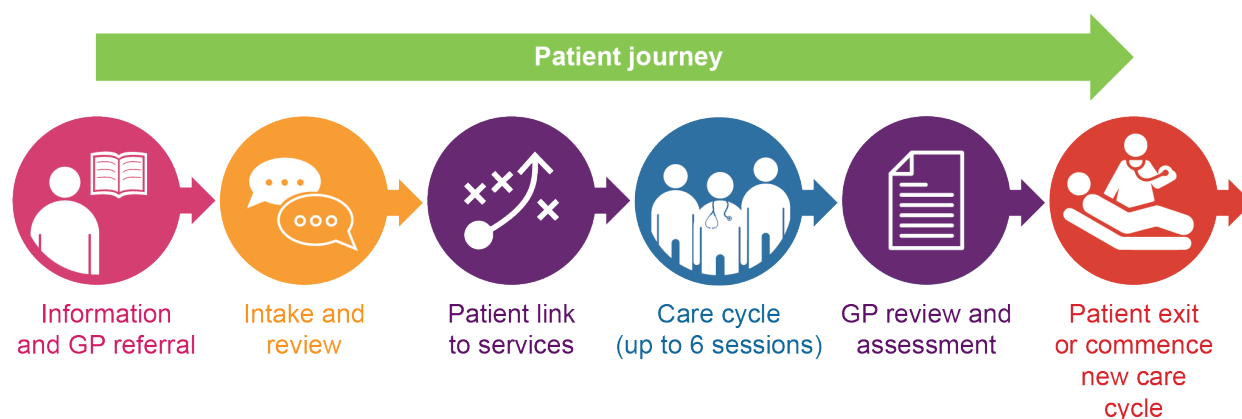 Patient journey
Information
and GP referral
Intake and
review
Patient link
to services
Care cycle
(up to 6 sessions)
GP review and
assessment
Patient exit
or commence
new care
cycle